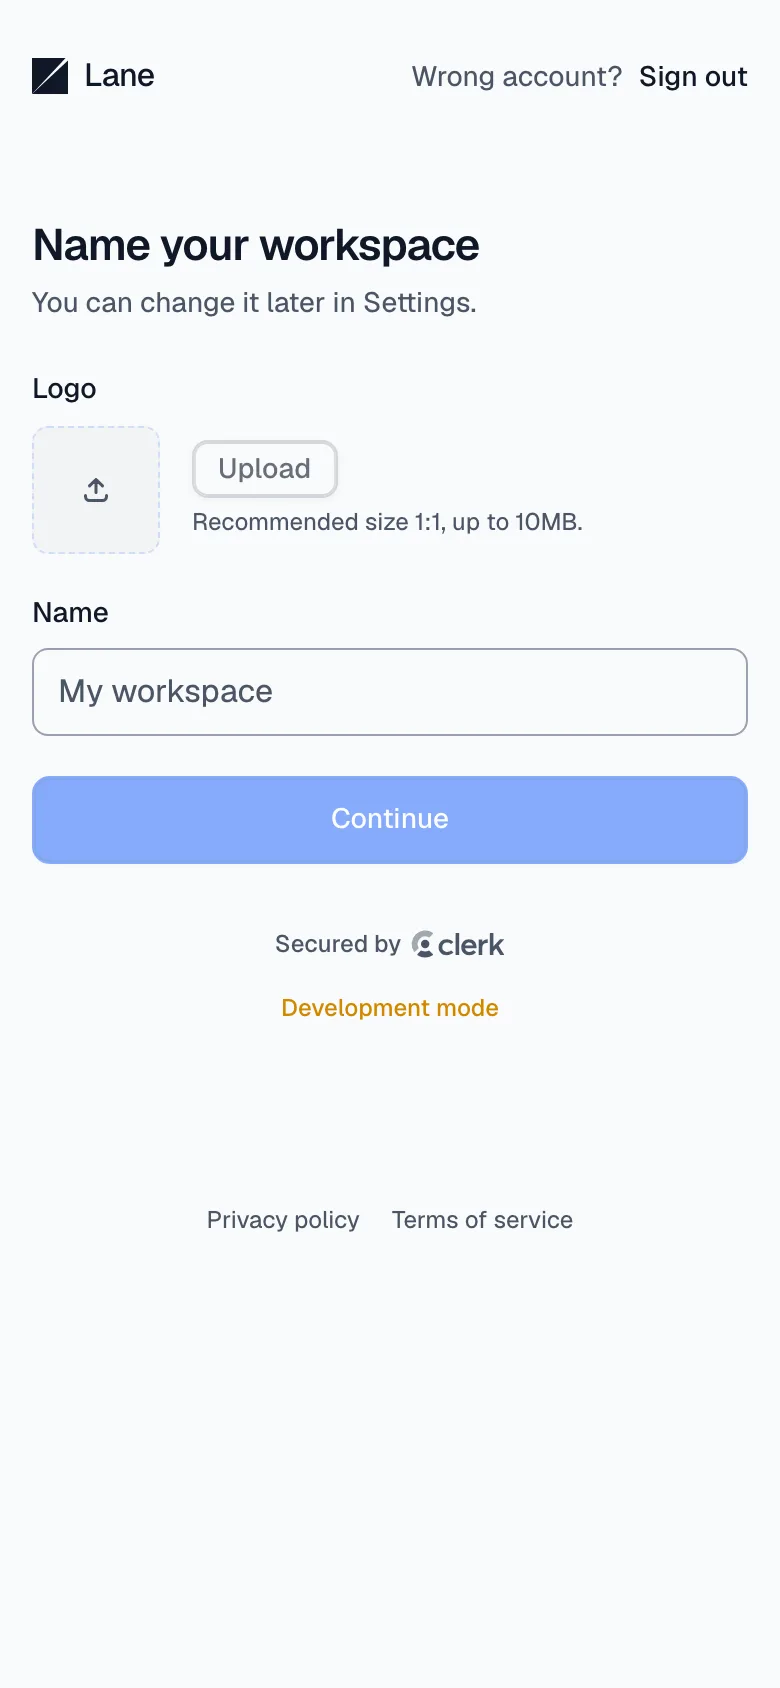 Lane
Wrong account? Sign out
Name your workspace
You can change it later in Settings.
Logo
Upload
Recommended size 1:1, up to 10MB.
Name
My workspace
Continue
Secured by clerk
Development mode
Privacy policy Terms of service